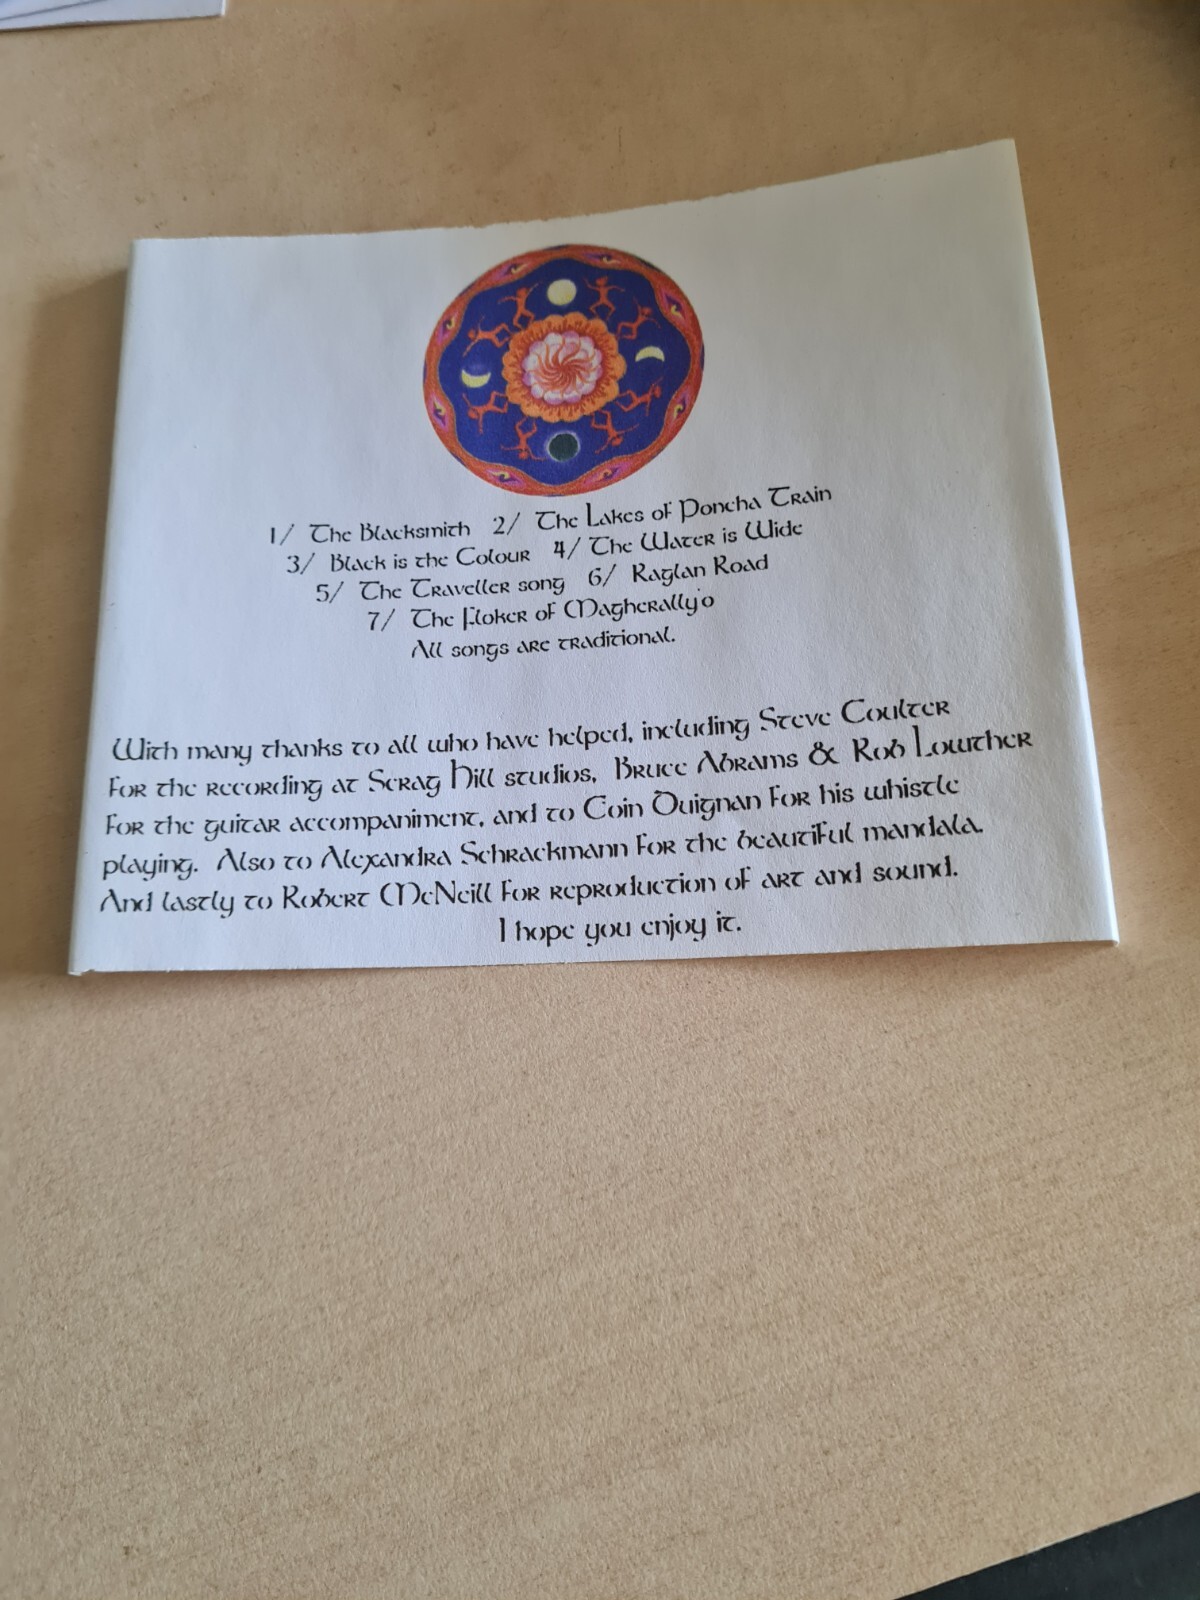 1/ The Blacksmith 2/ The Lakes of Poncha Train
3/ Black is the Colour 4/ The Water is Wide
5/ The Traveller song 6/ Raglan Road
7/ The Floker of Magherally'o
All songs are traditional.
With many thanks to all who have helped, including Steve Coulter
for the recording at Scrag Hill studios, Bruce Abrams & Rob Lowther
for the guitar accompaniment, and to Coin Duignan for his whistle
playing. Also to Alexandra Schrackmann for the beautiful mandala.
And lastly to Robert McNeill for reproduction of art and sound.
I hope you enjoy it.